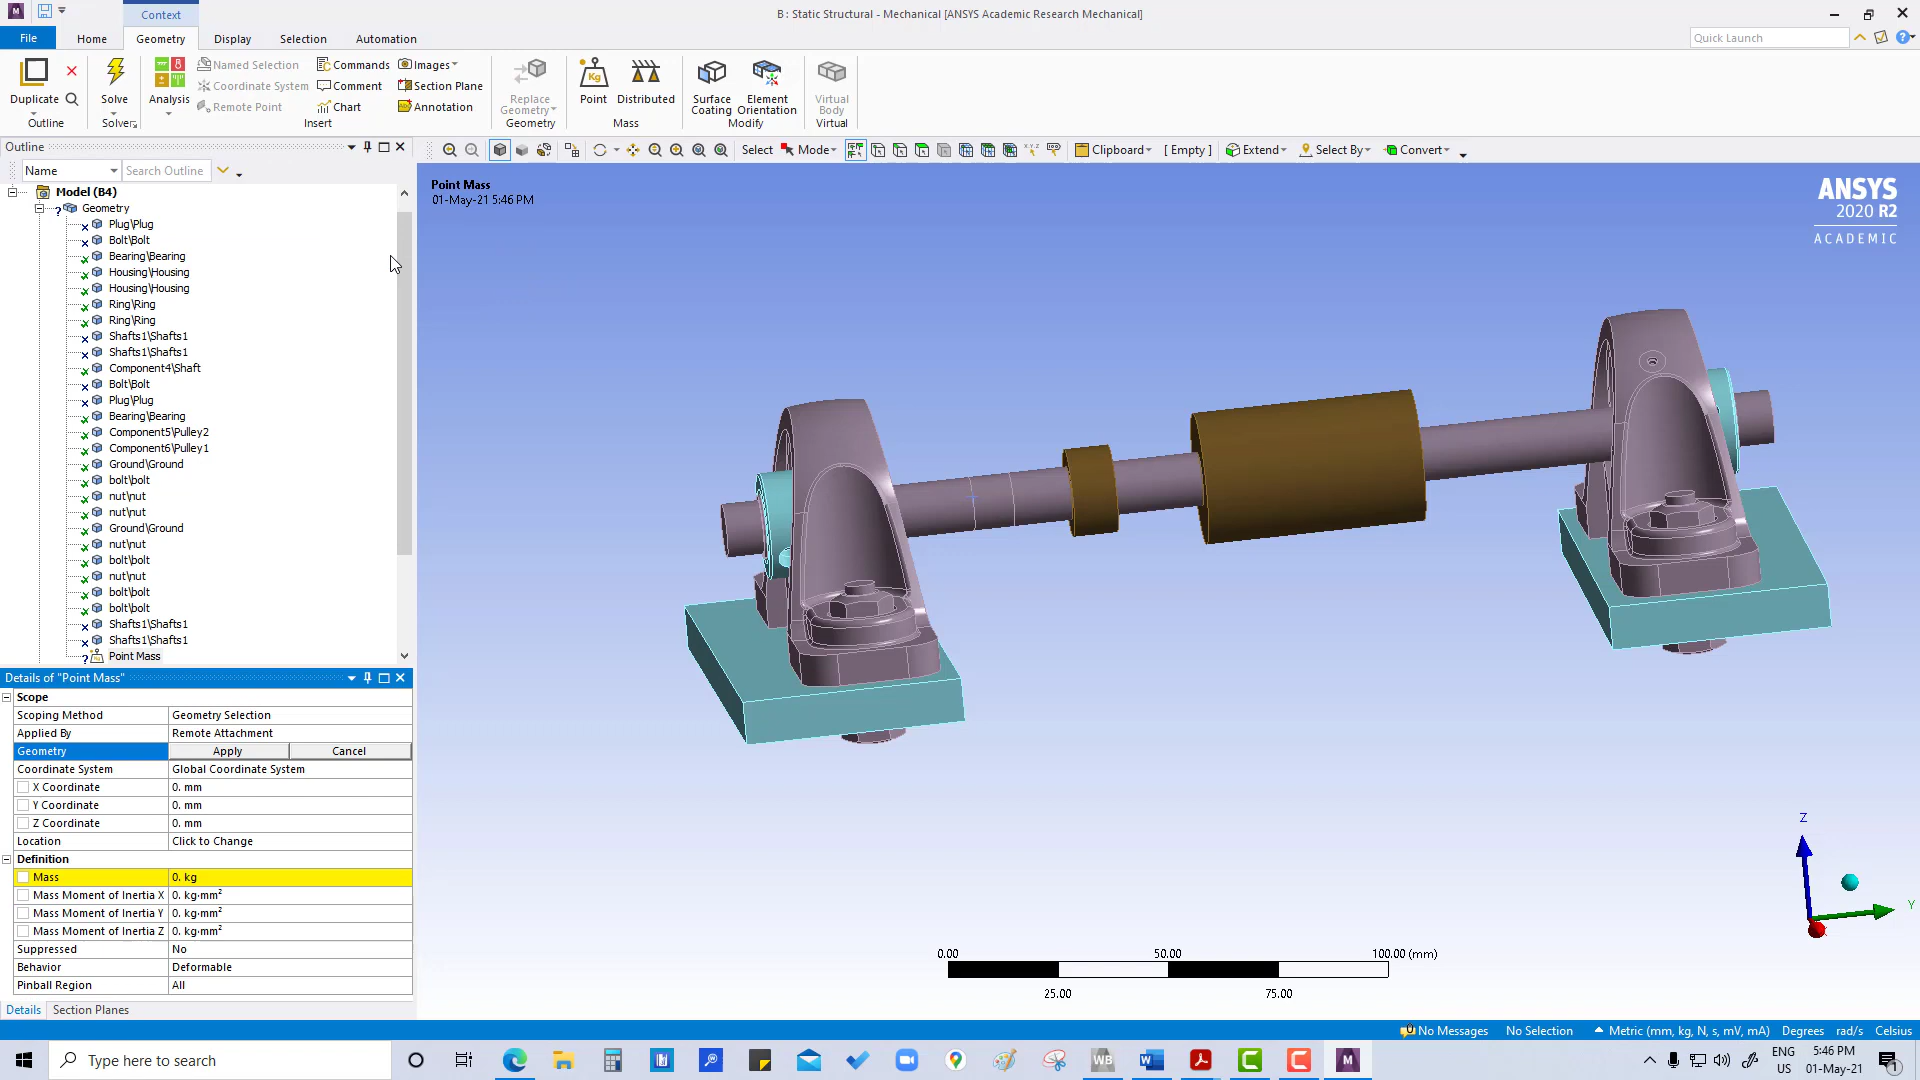 Context
B : Static Structural - Mechanical [ANSYS Academic Research Mechanical]
File
Home
Geometry
Display
Selection
Automation
Quick Launch
Duplicate
Outline
Solve
Solver
Analysis
Named Selection
Coordinate System
Remote Point
Commands
Comment
Chart
Images
Section Plane
Annotation
Insert
Replace
Geometry
Geometry
Kg
Point
Distributed
Mass
Surface
Coating
Element
Orientation
Modify
Virtual
Body
Virtual
Outline
Name
Search Outline
Select
Mode
Clipboard
[ Empty ]
Extend
Select By
Convert
Model (B4)
Geometry
Plug\Plug
Bolt\Bolt
Bearing\Bearing
Housing\Housing
Housing\Housing
Ring\Ring
Ring\Ring
Shafts1\Shafts1
Shafts1\Shafts1
Component4\Shaft
Bolt\Bolt
Plug\Plug
Bearing\Bearing
Component5\Pulley2
Component6\Pulley1
Ground\Ground
bolt\bolt
nut\nut
nut\nut
Ground\Ground
nut\nut
bolt\bolt
nut\nut
bolt\bolt
bolt\bolt
Shafts1\Shafts1
Shafts1\Shafts1
Point Mass
Details of "Point Mass"
Scope
Scoping Method Geometry Selection
Applied By Remote Attachment
Geometry Apply Cancel
Coordinate System Global Coordinate System
X Coordinate 0. mm
Y Coordinate 0. mm
Z Coordinate 0. mm
Location Click to Change
Definition
Mass 0. kg
Mass Moment of Inertia X 0. kg·mm²
Mass Moment of Inertia Y 0. kg·mm²
Mass Moment of Inertia Z 0. kg·mm²
Suppressed No
Behavior Deformable
Pinball Region All
Details
Section Planes
Point Mass
01-May-21 5:46 PM
ANSYS
2020 R2
ACADEMIC
Z
Y
0.00 50.00 100.00 (mm)
25.00 75.00
No Messages
No Selection
Metric (mm, kg, N, s, mV, mA)
Degrees
rad/s
Celsius
Type here to search
WB
W
M
ENG
US
5:46 PM
01-May-21
1